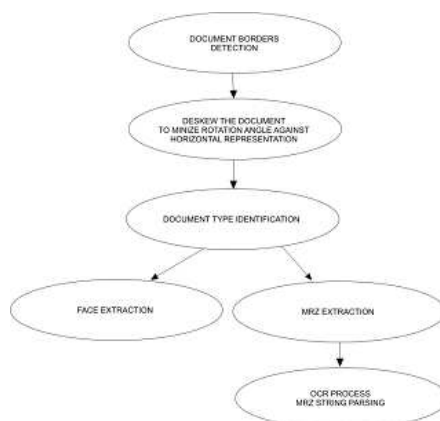 DOCUMENT BORDERS
DETECTION
DESKEW THE DOCUMENT
TO MINIZE ROTATION ANGLE AGAINST
HORIZONTAL REPRESENTATION
DOCUMENT TYPE IDENTIFICATION
FACE EXTRACTION
MRZ EXTRACTION
OCR PROCESS
MRZ STRING PARSING